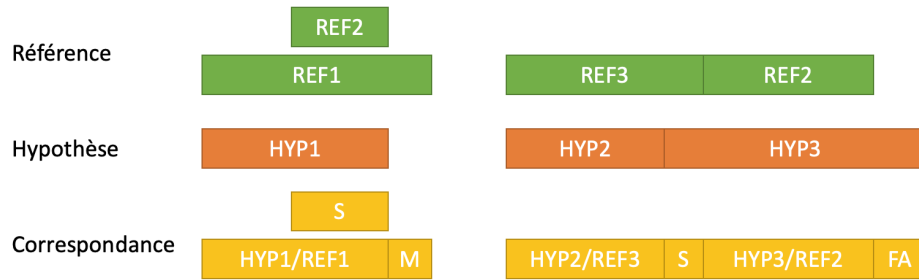 REF2
Référence
REF1 REF3 REF2
Hypothèse HYP1 HYP2 HYP3
S
Correspondance HYP1/REF1 M HYP2/REF3 S HYP3/REF2 FA